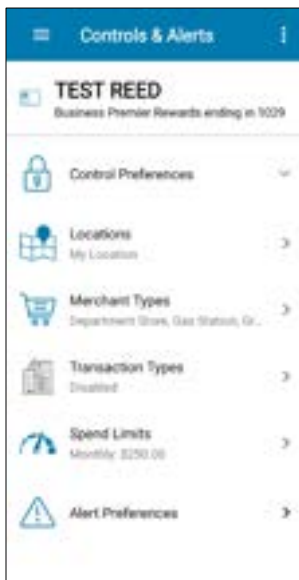 Controls & Alerts
TEST REED
Business Premier Rewards ending in 1029
Control Preferences
Locations
My Location
Merchant Types
Department Store, Gas Station, Gr...
Transaction Types
Disabled
Spend Limits
Monthly: $250.00
Alert Preferences